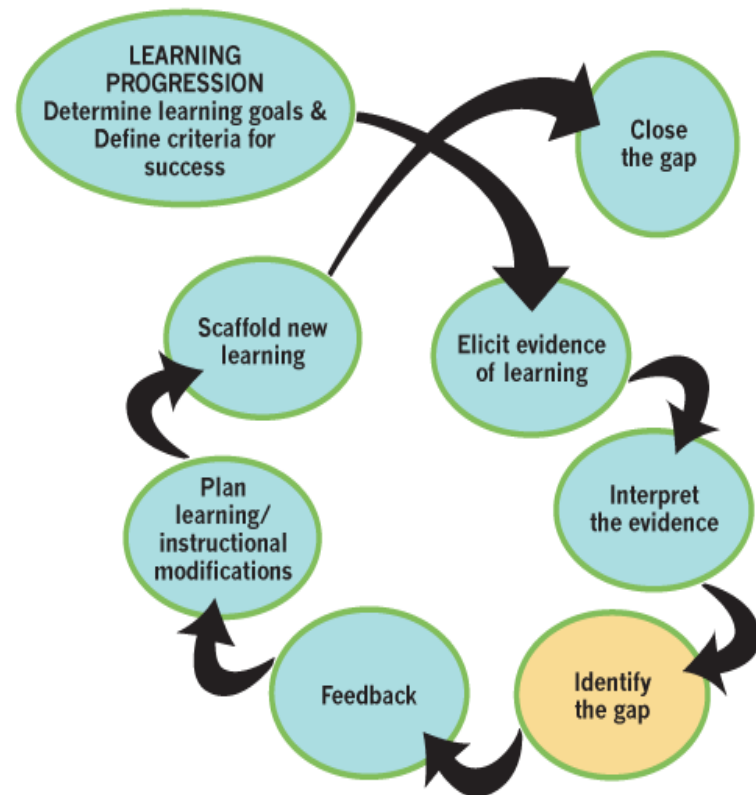 LEARNING
PROGRESSION
Determine learning goals &
Define criteria for
success
Close
the gap
Scaffold new
learning
Elicit evidence
of learning
Plan
learning/
instructional
modifications
Interpret
the evidence
Feedback
Identify
the gap